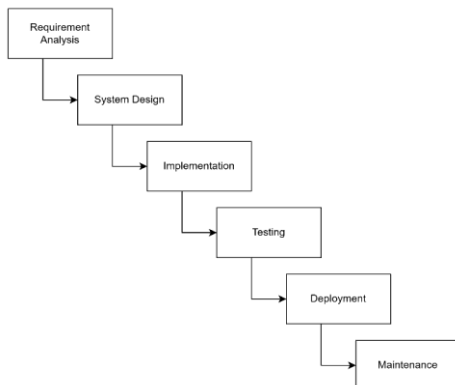 Requirement
Analysis
System Design
Implementation
Testing
Deployment
Maintenance